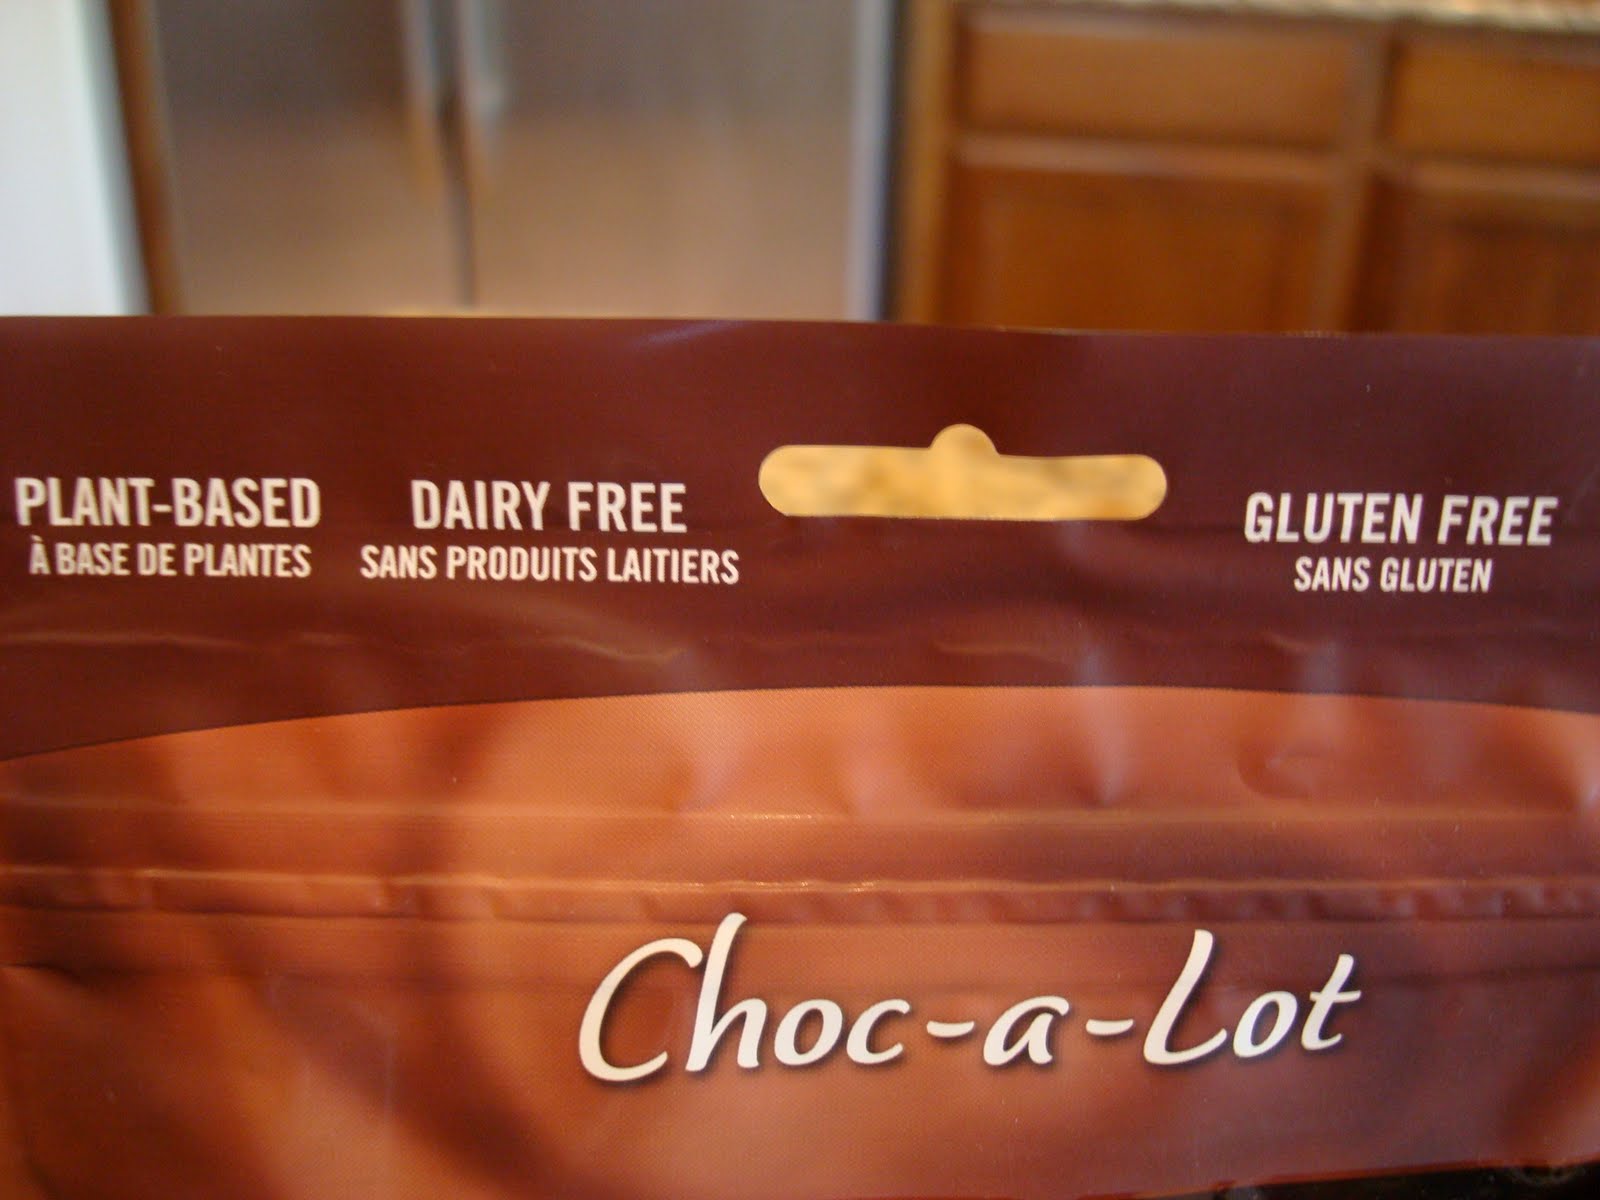 PLANT-BASED
À BASE DE PLANTES
DAIRY FREE
SANS PRODUITS LAITIERS
GLUTEN FREE
SANS GLUTEN
Choc-a-Lot